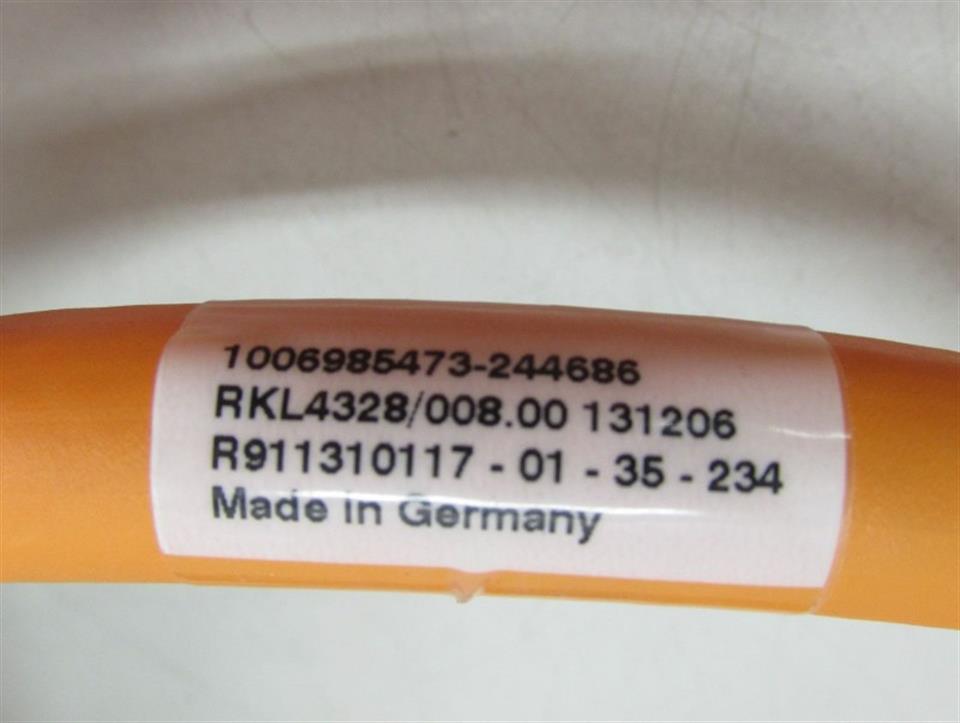 1006985473-244686
RKL4328/008.00 131206
R911310117 - 01 - 35 - 234
Made in Germany